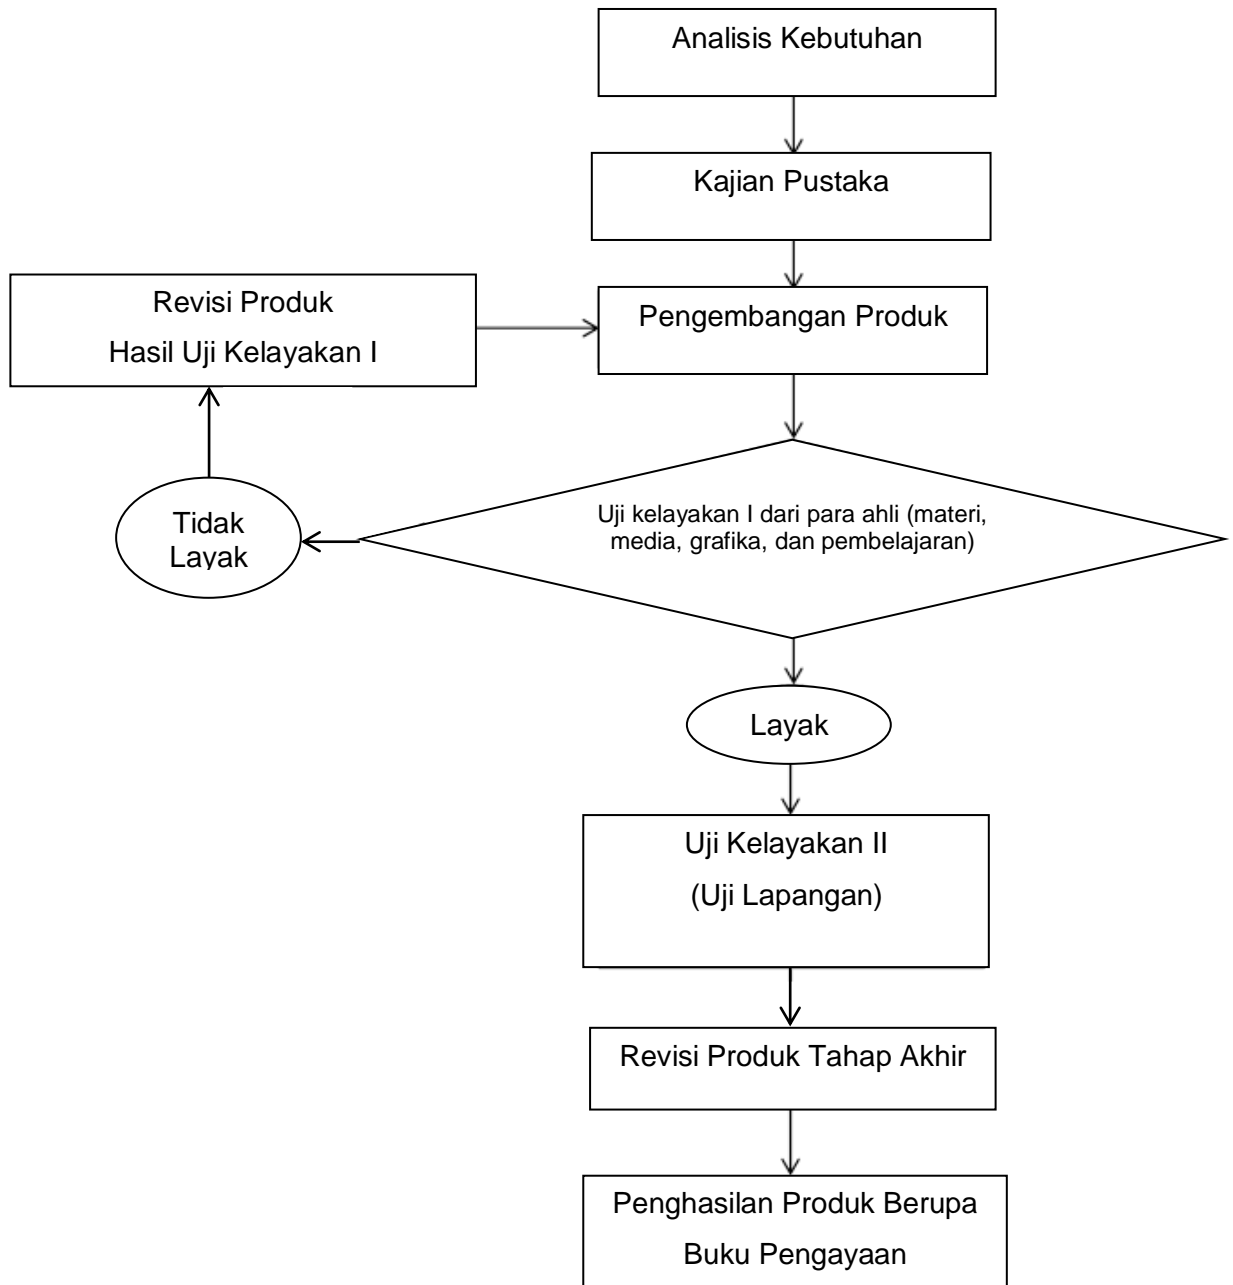 Analisis Kebutuhan
Kajian Pustaka
Revisi Produk
Hasil Uji Kelayakan I
Pengembangan Produk
Uji kelayakan I dari para ahli (materi,
media, grafika, dan pembelajaran)
Tidak
Layak
Layak
Uji Kelayakan II
(Uji Lapangan)
Revisi Produk Tahap Akhir
Penghasilan Produk Berupa
Buku Pengayaan